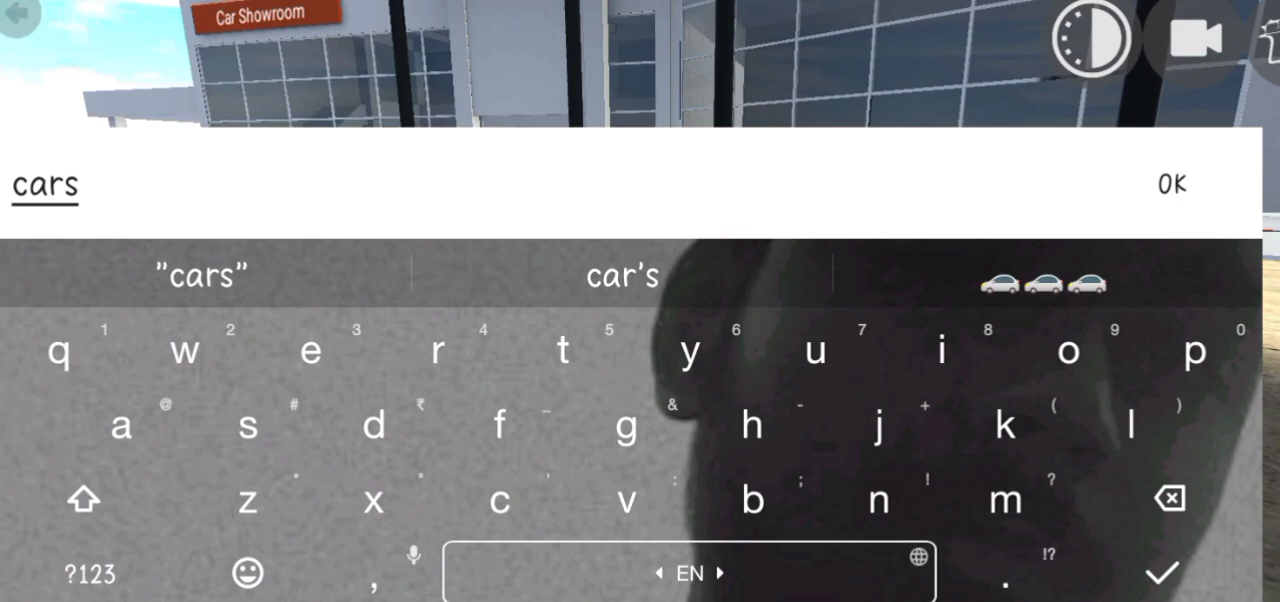 Car Showroom
cars OK
"cars" car's 🚗🚗🚗
1 2 3 4 5 6 7 8 9 0
q w e r t y u i o p
@ # ₹ _ & - + ( )
a s d f g h j k l
* " ' : ; ! ?
z x c v b n m
?123 , EN . !?